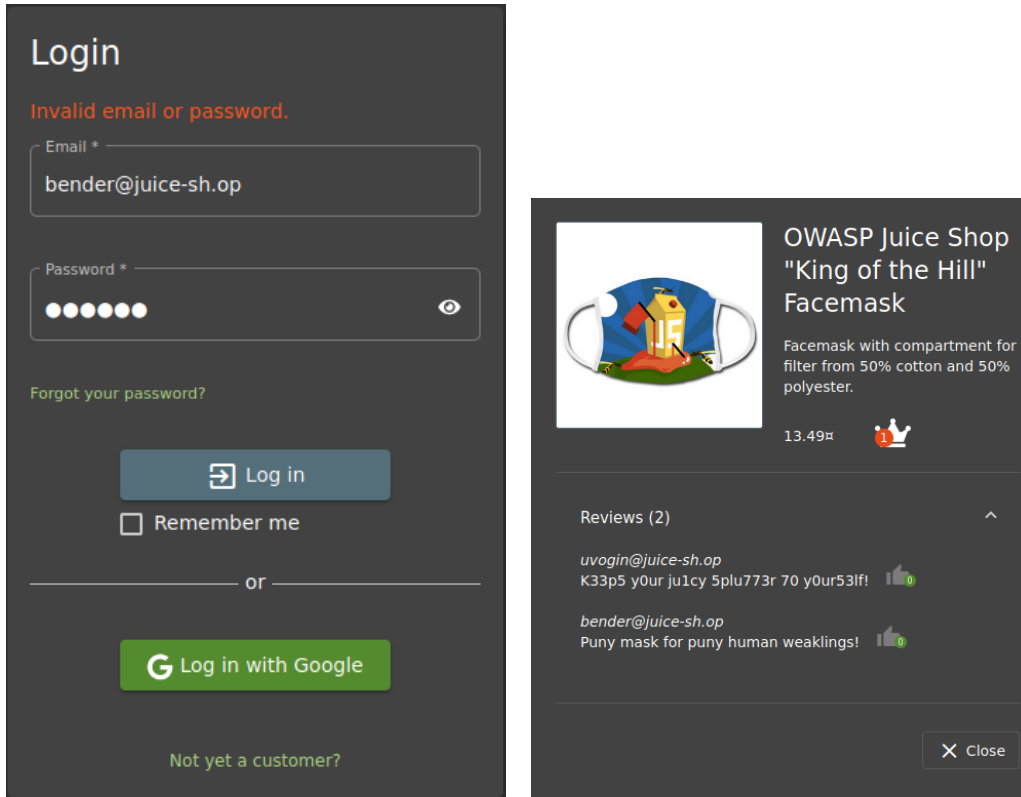 Login
Invalid email or password.
Email *
bender@juice-sh.op
Password *
Forgot your password?
Log in
Remember me
or
G Log in with Google
Not yet a customer?
JS
OWASP Juice Shop
"King of the Hill"
Facemask
Facemask with compartment for
filter from 50% cotton and 50%
polyester.
13.49¤
1
Reviews (2)
uvogin@juice-sh.op
K33p5 y0ur ju1cy 5plu773r 70 y0ur53lf!
0
bender@juice-sh.op
Puny mask for puny human weaklings!
0
Close